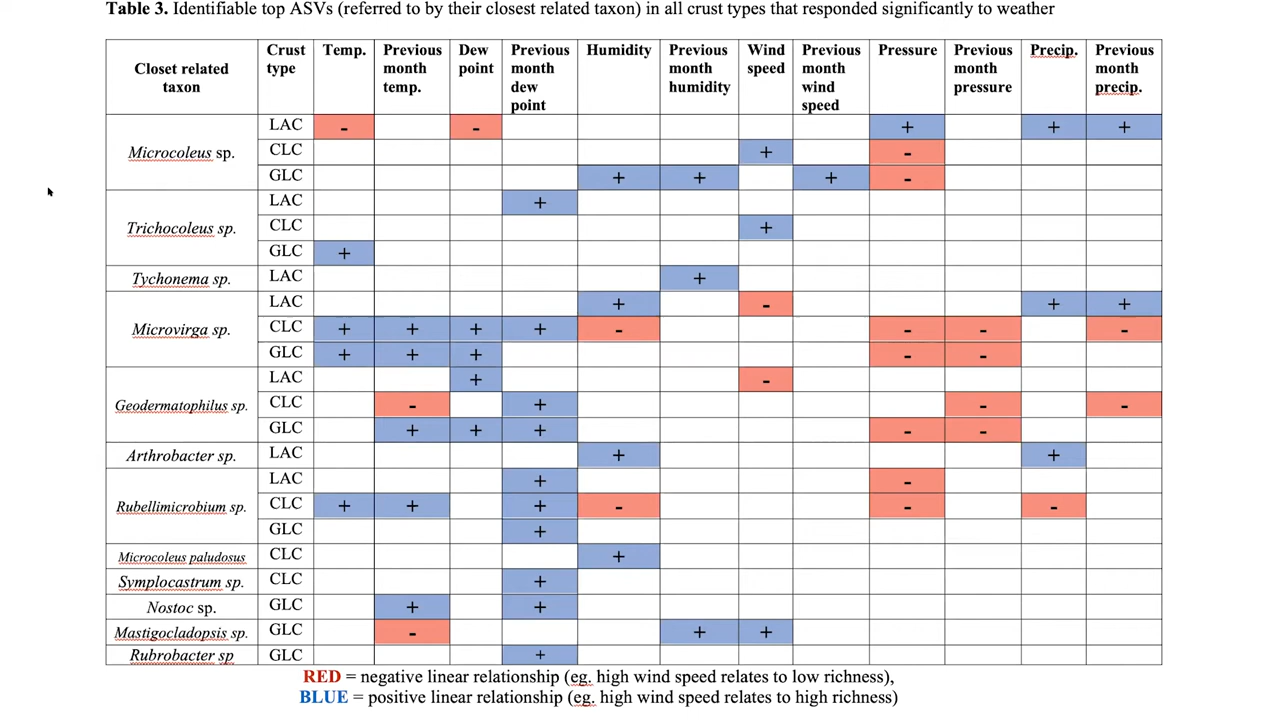 Table 3. Identifiable top ASVs (referred to by their closest related taxon) in all crust types that responded significantly to weather
Closet related taxon Crust type Temp. Previous month temp. Dew point Previous month dew point Humidity Previous month humidity Wind speed Previous month wind speed Pressure Previous month pressure Precip. Previous month precip.
Microcoleus sp. LAC - - + + +
CLC + -
GLC + + + -
Trichocoleus sp. LAC +
CLC +
GLC +
Tychonema sp. LAC +
Microvirga sp. LAC + - + +
CLC + + + + - - - -
GLC + + + - -
Geodermatophilus sp. LAC + -
CLC - + - -
GLC + + + - -
Arthrobacter sp. LAC + +
Rubellimicrobium sp. LAC + -
CLC + + + - - -
GLC +
Microcoleus paludosus CLC +
Symplocastrum sp. CLC +
Nostoc sp. GLC + +
Mastigocladopsis sp. GLC - + +
Rubrobacter sp GLC +
RED = negative linear relationship (eg. high wind speed relates to low richness),
BLUE = positive linear relationship (eg. high wind speed relates to high richness)